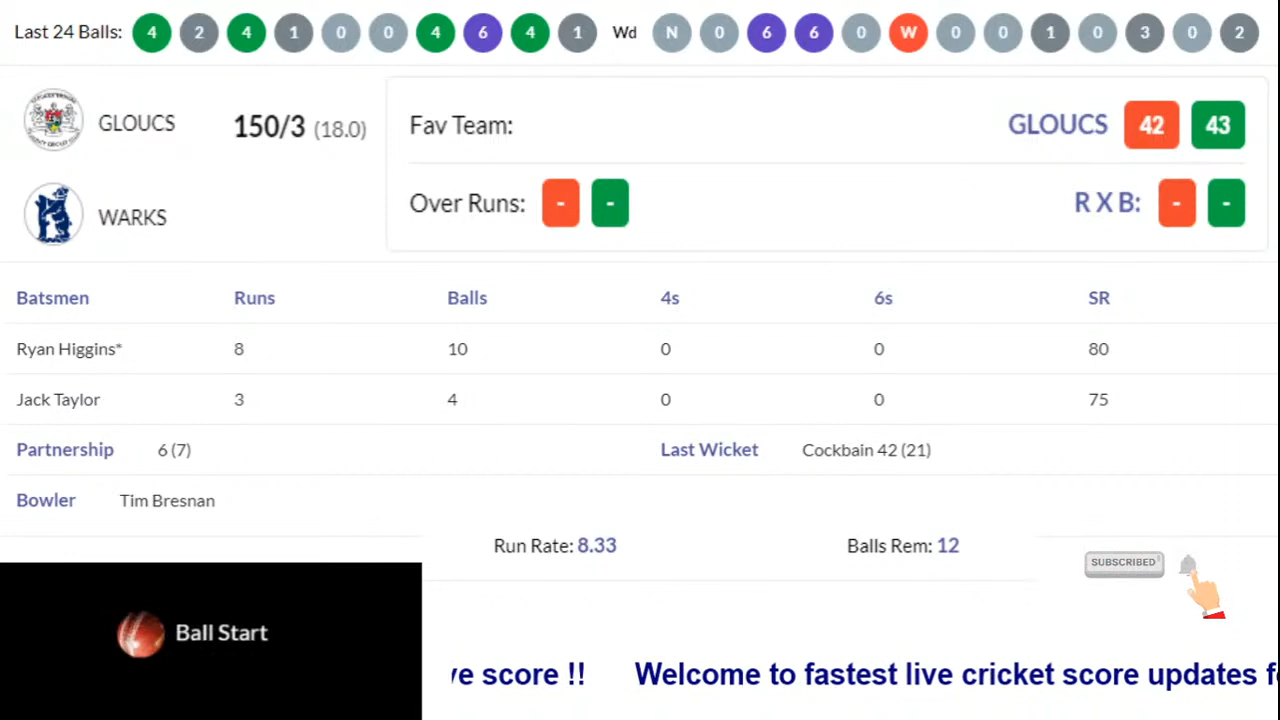 Last 24 Balls: 4 2 4 1 0 0 4 6 4 1 Wd N 0 6 6 0 W 0 0 1 0 3 0 2
GLOUCS 150/3 (18.0)
Fav Team: GLOUCS 42 43
WARKS
Over Runs: - - R X B: - -
Batsmen Runs Balls 4s 6s SR
Ryan Higgins* 8 10 0 0 80
Jack Taylor 3 4 0 0 75
Partnership 6 (7) Last Wicket Cockbain 42 (21)
Bowler Tim Bresnan
Run Rate: 8.33 Balls Rem: 12
SUBSCRIBED
Ball Start
ve score !! Welcome to fastest live cricket score updates f